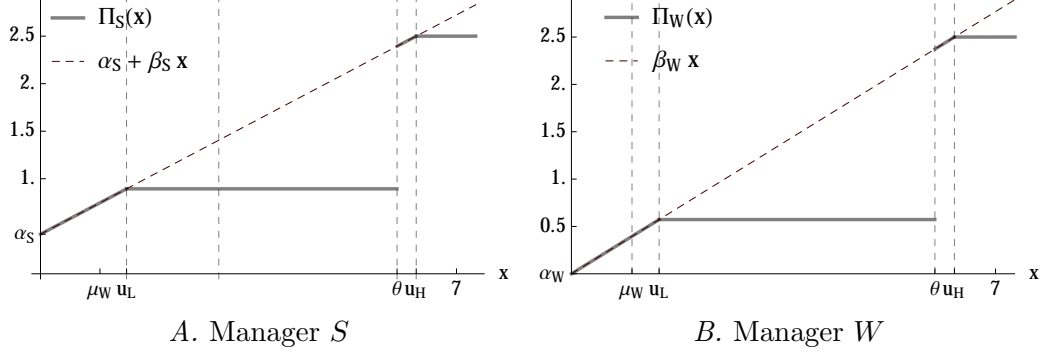 Π_S(x)
α_S + β_S x
2.5
2.
1.5
1.
α_S
μ_W u_L θ u_H 7 x
A. Manager S
Π_W(x)
β_W x
2.5
2.
1.5
1.
0.5
α_W
μ_W u_L θ u_H 7 x
B. Manager W